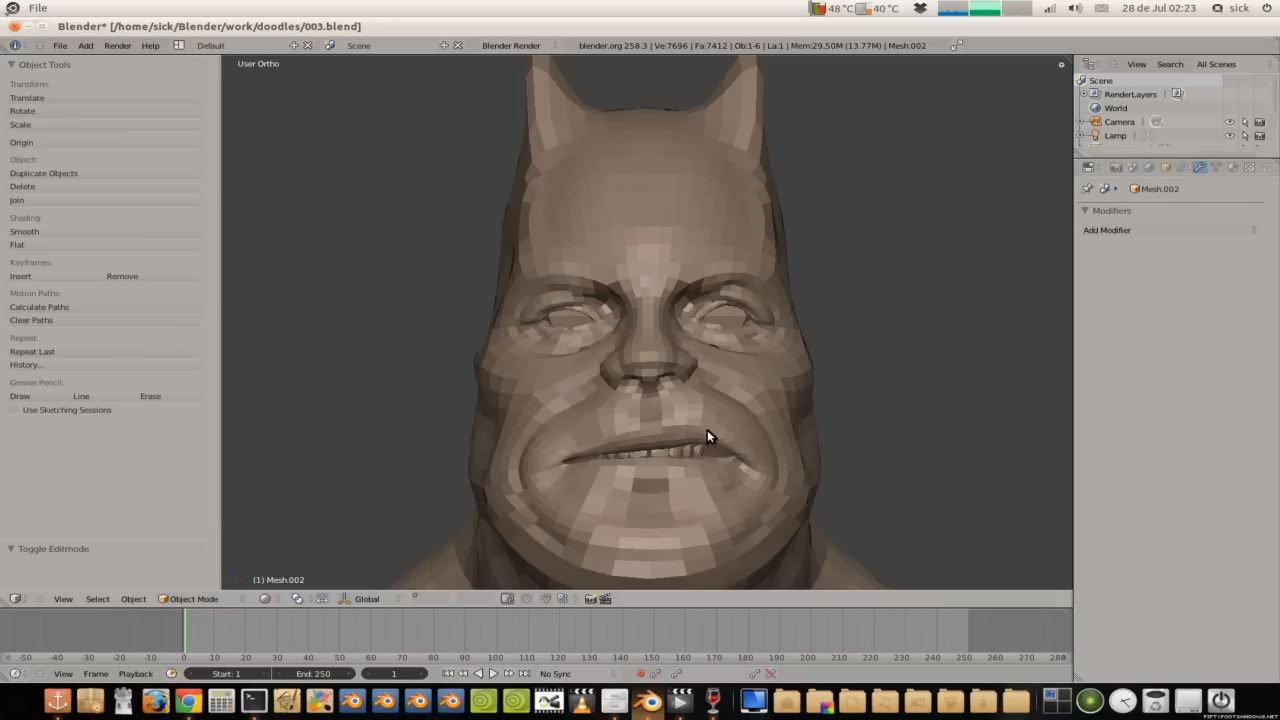 File
48 °C 40 °C 28 de Jul 02:23 sick
Blender* [/home/sick/Blender/work/doodles/003.blend]
File Add Render Help Default Scene Blender Render blender.org 258.3 | Ve:7696 | Fa:7412 | Ob:1-6 | La:1 | Mem:29.50M (13.77M) | Mesh.002
Object Tools
Transform:
Translate
Rotate
Scale
Origin
Object:
Duplicate Objects
Delete
Join
Shading:
Smooth
Flat
Keyframes:
Insert Remove
Motion Paths:
Calculate Paths
Clear Paths
Repeat:
Repeat Last
History...
Grease Pencil:
Draw Line Erase
Use Sketching Sessions
Toggle Editmode
User Ortho
(1) Mesh.002
View Search All Scenes
Scene
RenderLayers
World
Camera
Lamp
Mesh.002
Modifiers
Add Modifier
View Select Object Object Mode Global
-50 -40 -30 -20 -10 0 10 20 30 40 50 60 70 80 90 100 110 120 130 140 150 160 170 180 190 200 210 220 230 240 250 260 270 280
View Frame Playback Start: 1 End: 250 1 No Sync
FIFTYFOOTSHADOWS.NET